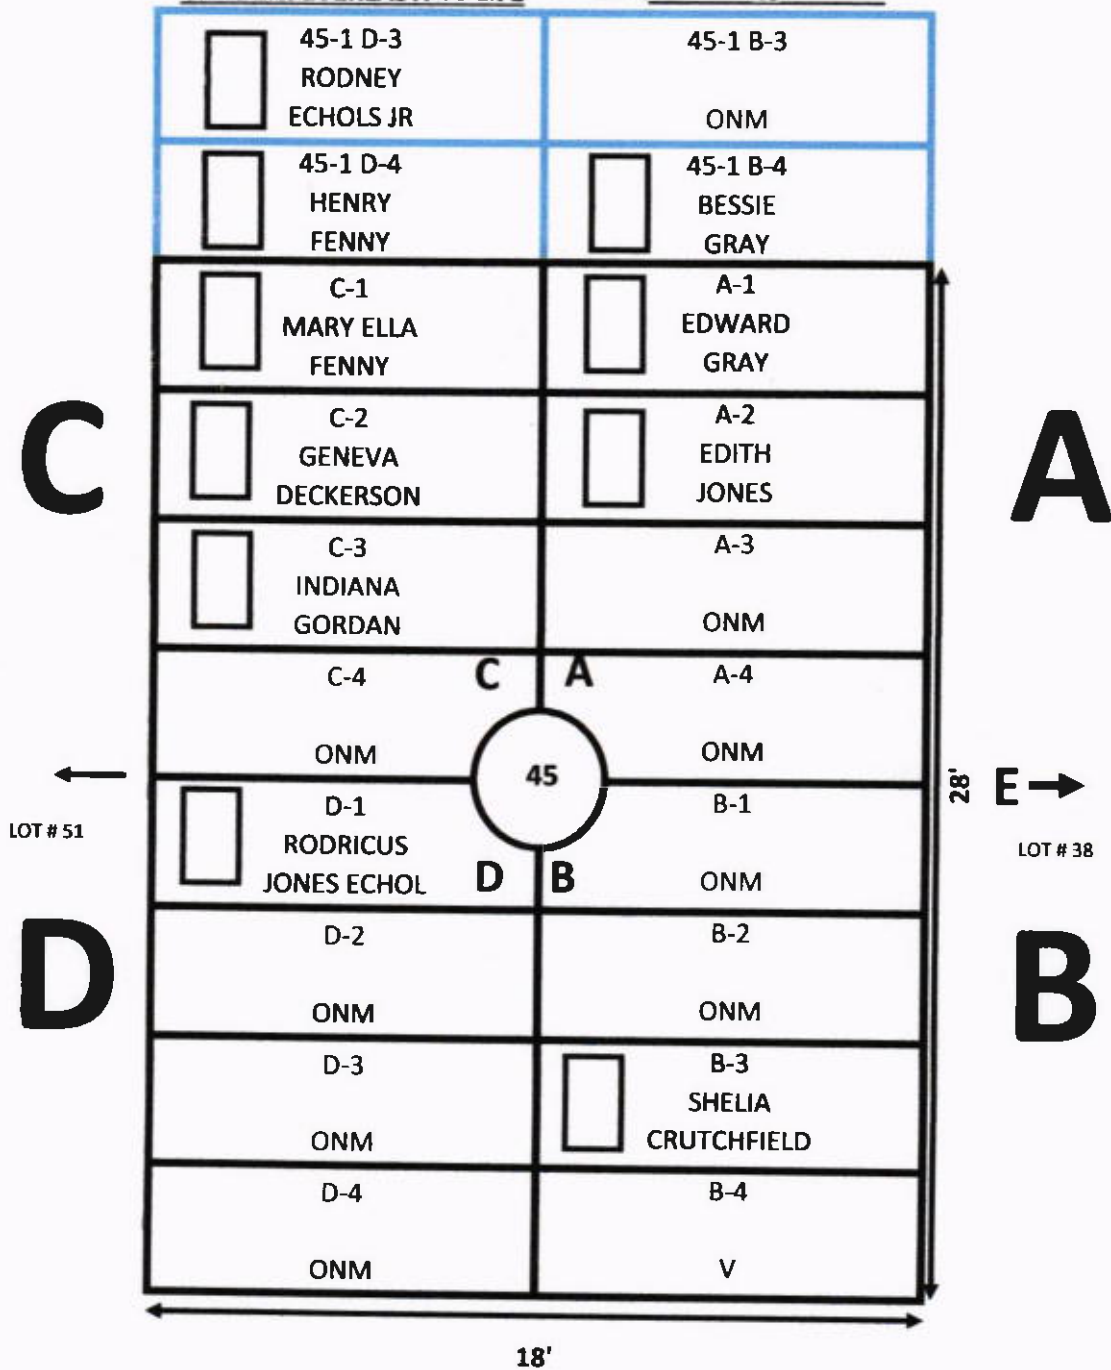 45-1 D-3
RODNEY
ECHOLS JR
45-1 B-3
ONM
45-1 D-4
HENRY
FENNY
45-1 B-4
BESSIE
GRAY
C-1
MARY ELLA
FENNY
A-1
EDWARD
GRAY
C
C-2
GENEVA
DECKERSON
A-2
EDITH
JONES
A
C-3
INDIANA
GORDAN
A-3
ONM
C-4
ONM
C
A
A-4
ONM
45
LOT # 51
D-1
RODRICUS
JONES ECHOL
D
B
B-1
ONM
28'
E
LOT # 38
D
D-2
ONM
B-2
ONM
B
D-3
ONM
B-3
SHELIA
CRUTCHFIELD
D-4
ONM
B-4
V
18'